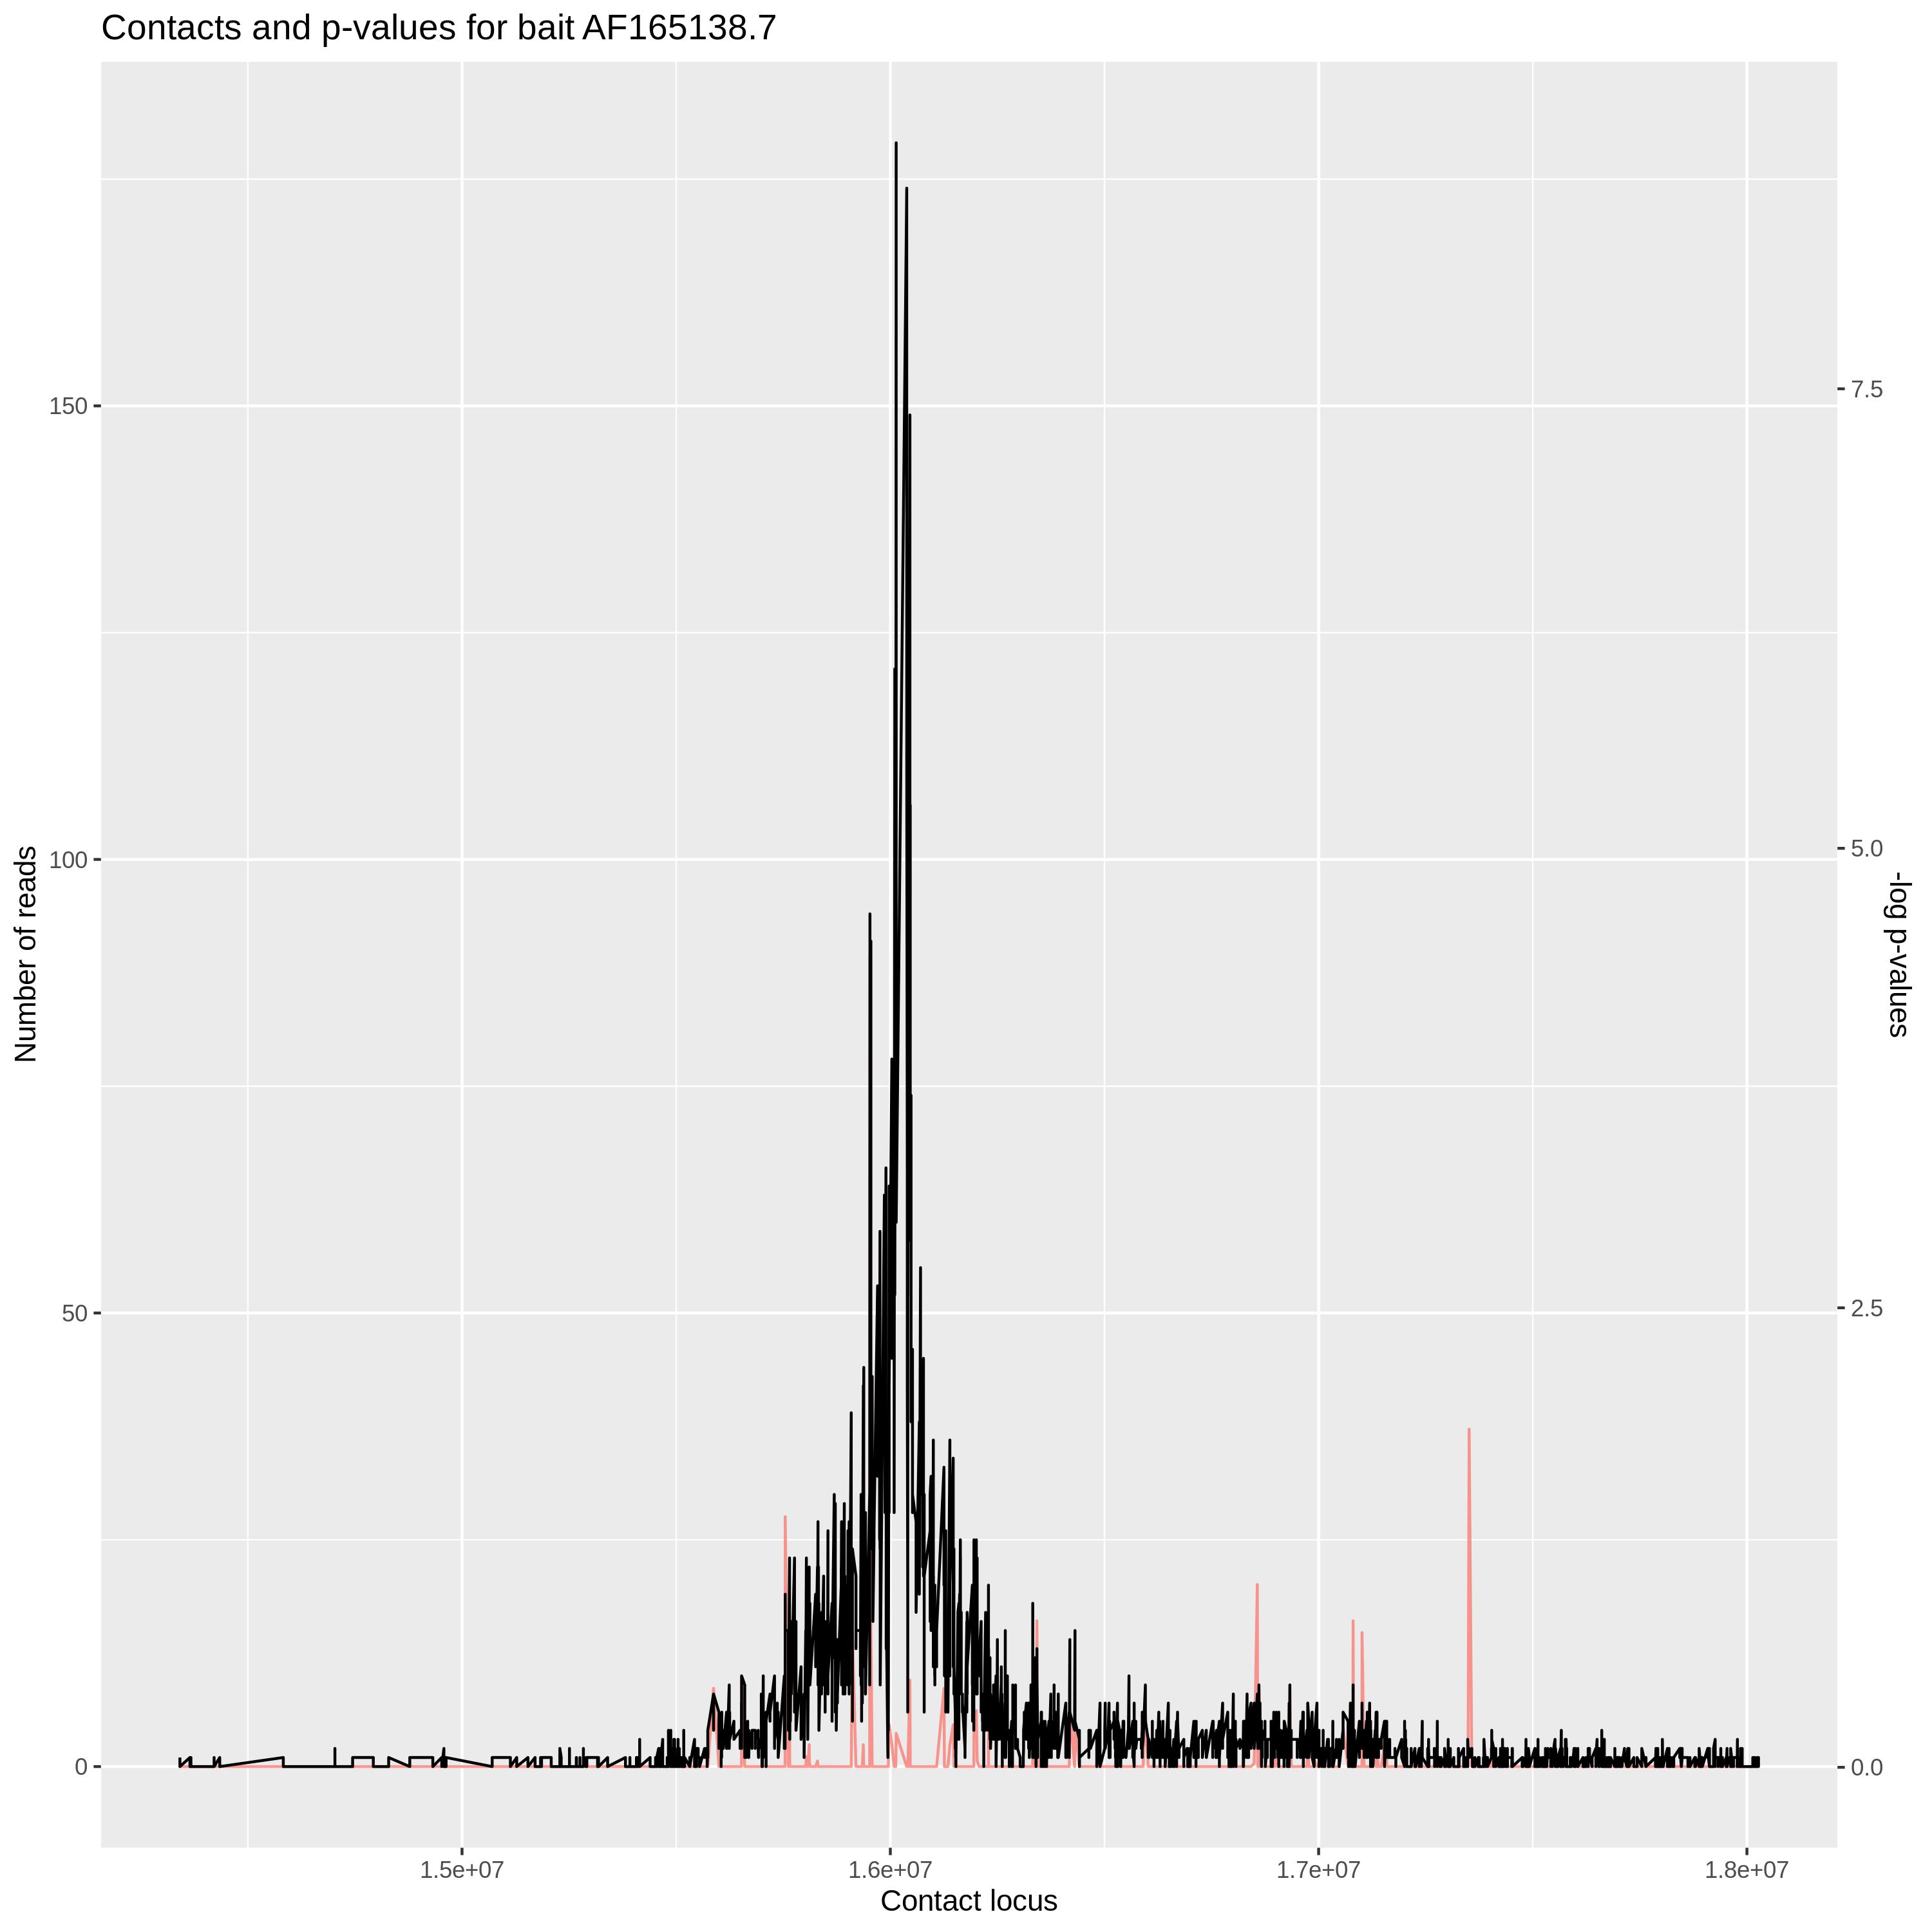 Contacts and p-values for bait AF165138.7
150
100
50
0
7.5
5.0
2.5
0.0
Number of reads
-log p-values
1.5e+07
1.6e+07
1.7e+07
1.8e+07
Contact locus